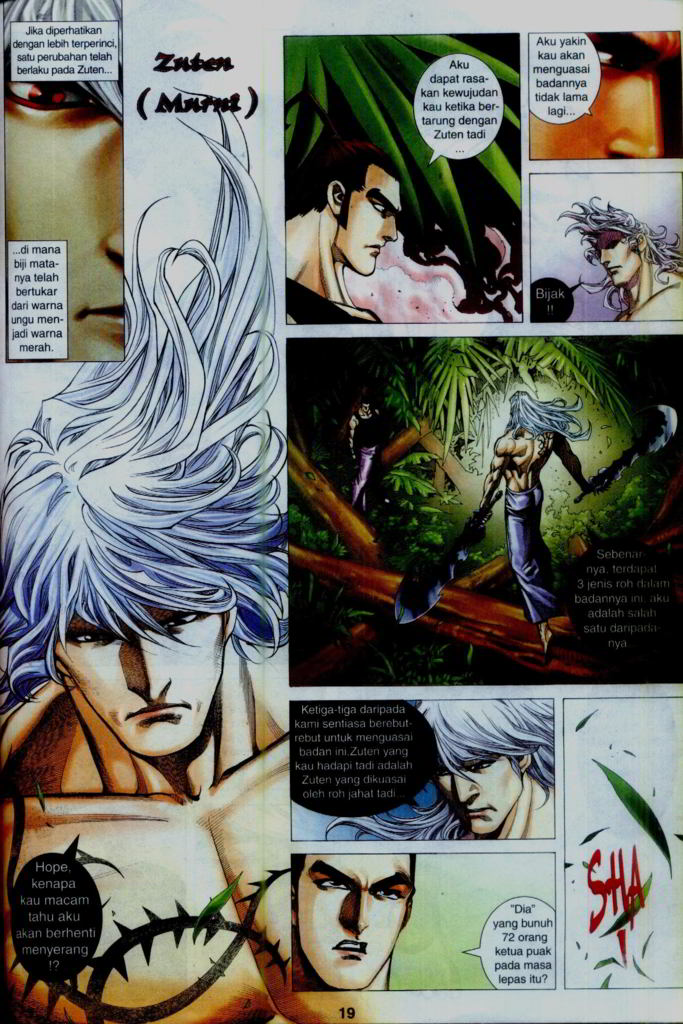 Jika diperhatikan
dengan lebih terperinci,
satu perubahan telah
berlaku pada Zuten...
...di mana
biji mata-
nya telah
bertukar
dari warna
ungu men-
jadi warna
merah.
Zuten
( Murni )
Hope,
kenapa
kau macam
tahu aku
akan berhenti
menyerang
!?
Aku
dapat rasa-
kan kewujudan
kau ketika ber-
tarung dengan
Zuten tadi
...
Aku yakin
kau akan
menguasai
badannya
tidak lama
lagi...
Bijak
!!
Sebenar-
nya, terdapat
3 jenis roh dalam
badannya ini, aku
adalah salah
satu daripada-
nya...
Ketiga-tiga daripada
kami sentiasa berebut-
rebut untuk menguasai
badan ini.Zuten yang
kau hadapi tadi adalah
Zuten yang dikuasai
oleh roh jahat tadi...
"Dia"
yang bunuh
72 orang
ketua puak
pada masa
lepas itu?
SHA
!
19